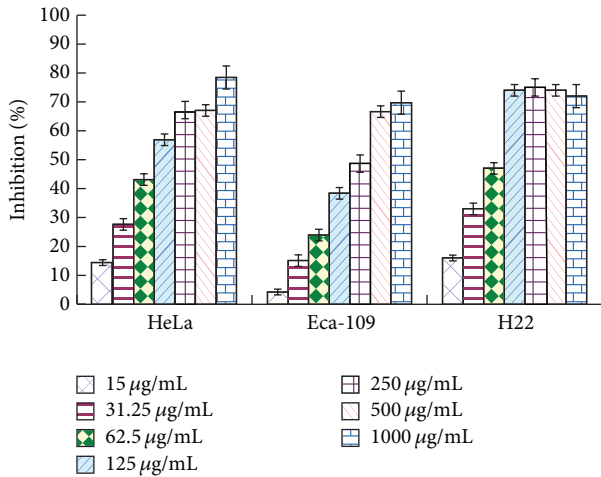 100
90
80
70
60
50
40
30
20
10
0
Inhibition (%)
HeLa
Eca-109
H22
15 μg/mL
31.25 μg/mL
62.5 μg/mL
125 μg/mL
250 μg/mL
500 μg/mL
1000 μg/mL